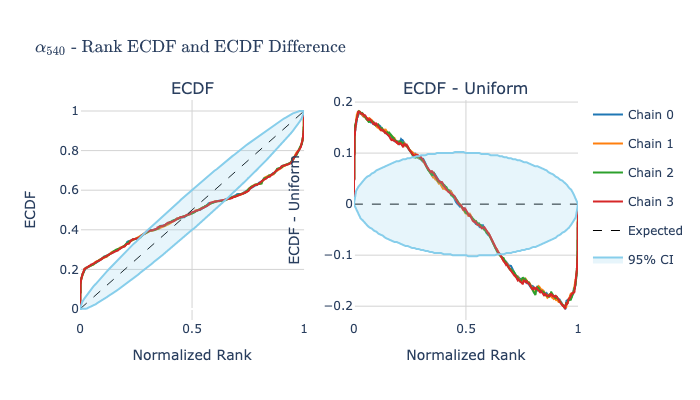 α₅₄₀ - Rank ECDF and ECDF Difference
ECDF
ECDF - Uniform
ECDF
1
0.8
0.6
0.4
0.2
0
0
0.5
1
Normalized Rank
ECDF - Uniform
0.2
0.1
0
−0.1
−0.2
0
0.5
1
Normalized Rank
Chain 0
Chain 1
Chain 2
Chain 3
Expected
95% CI